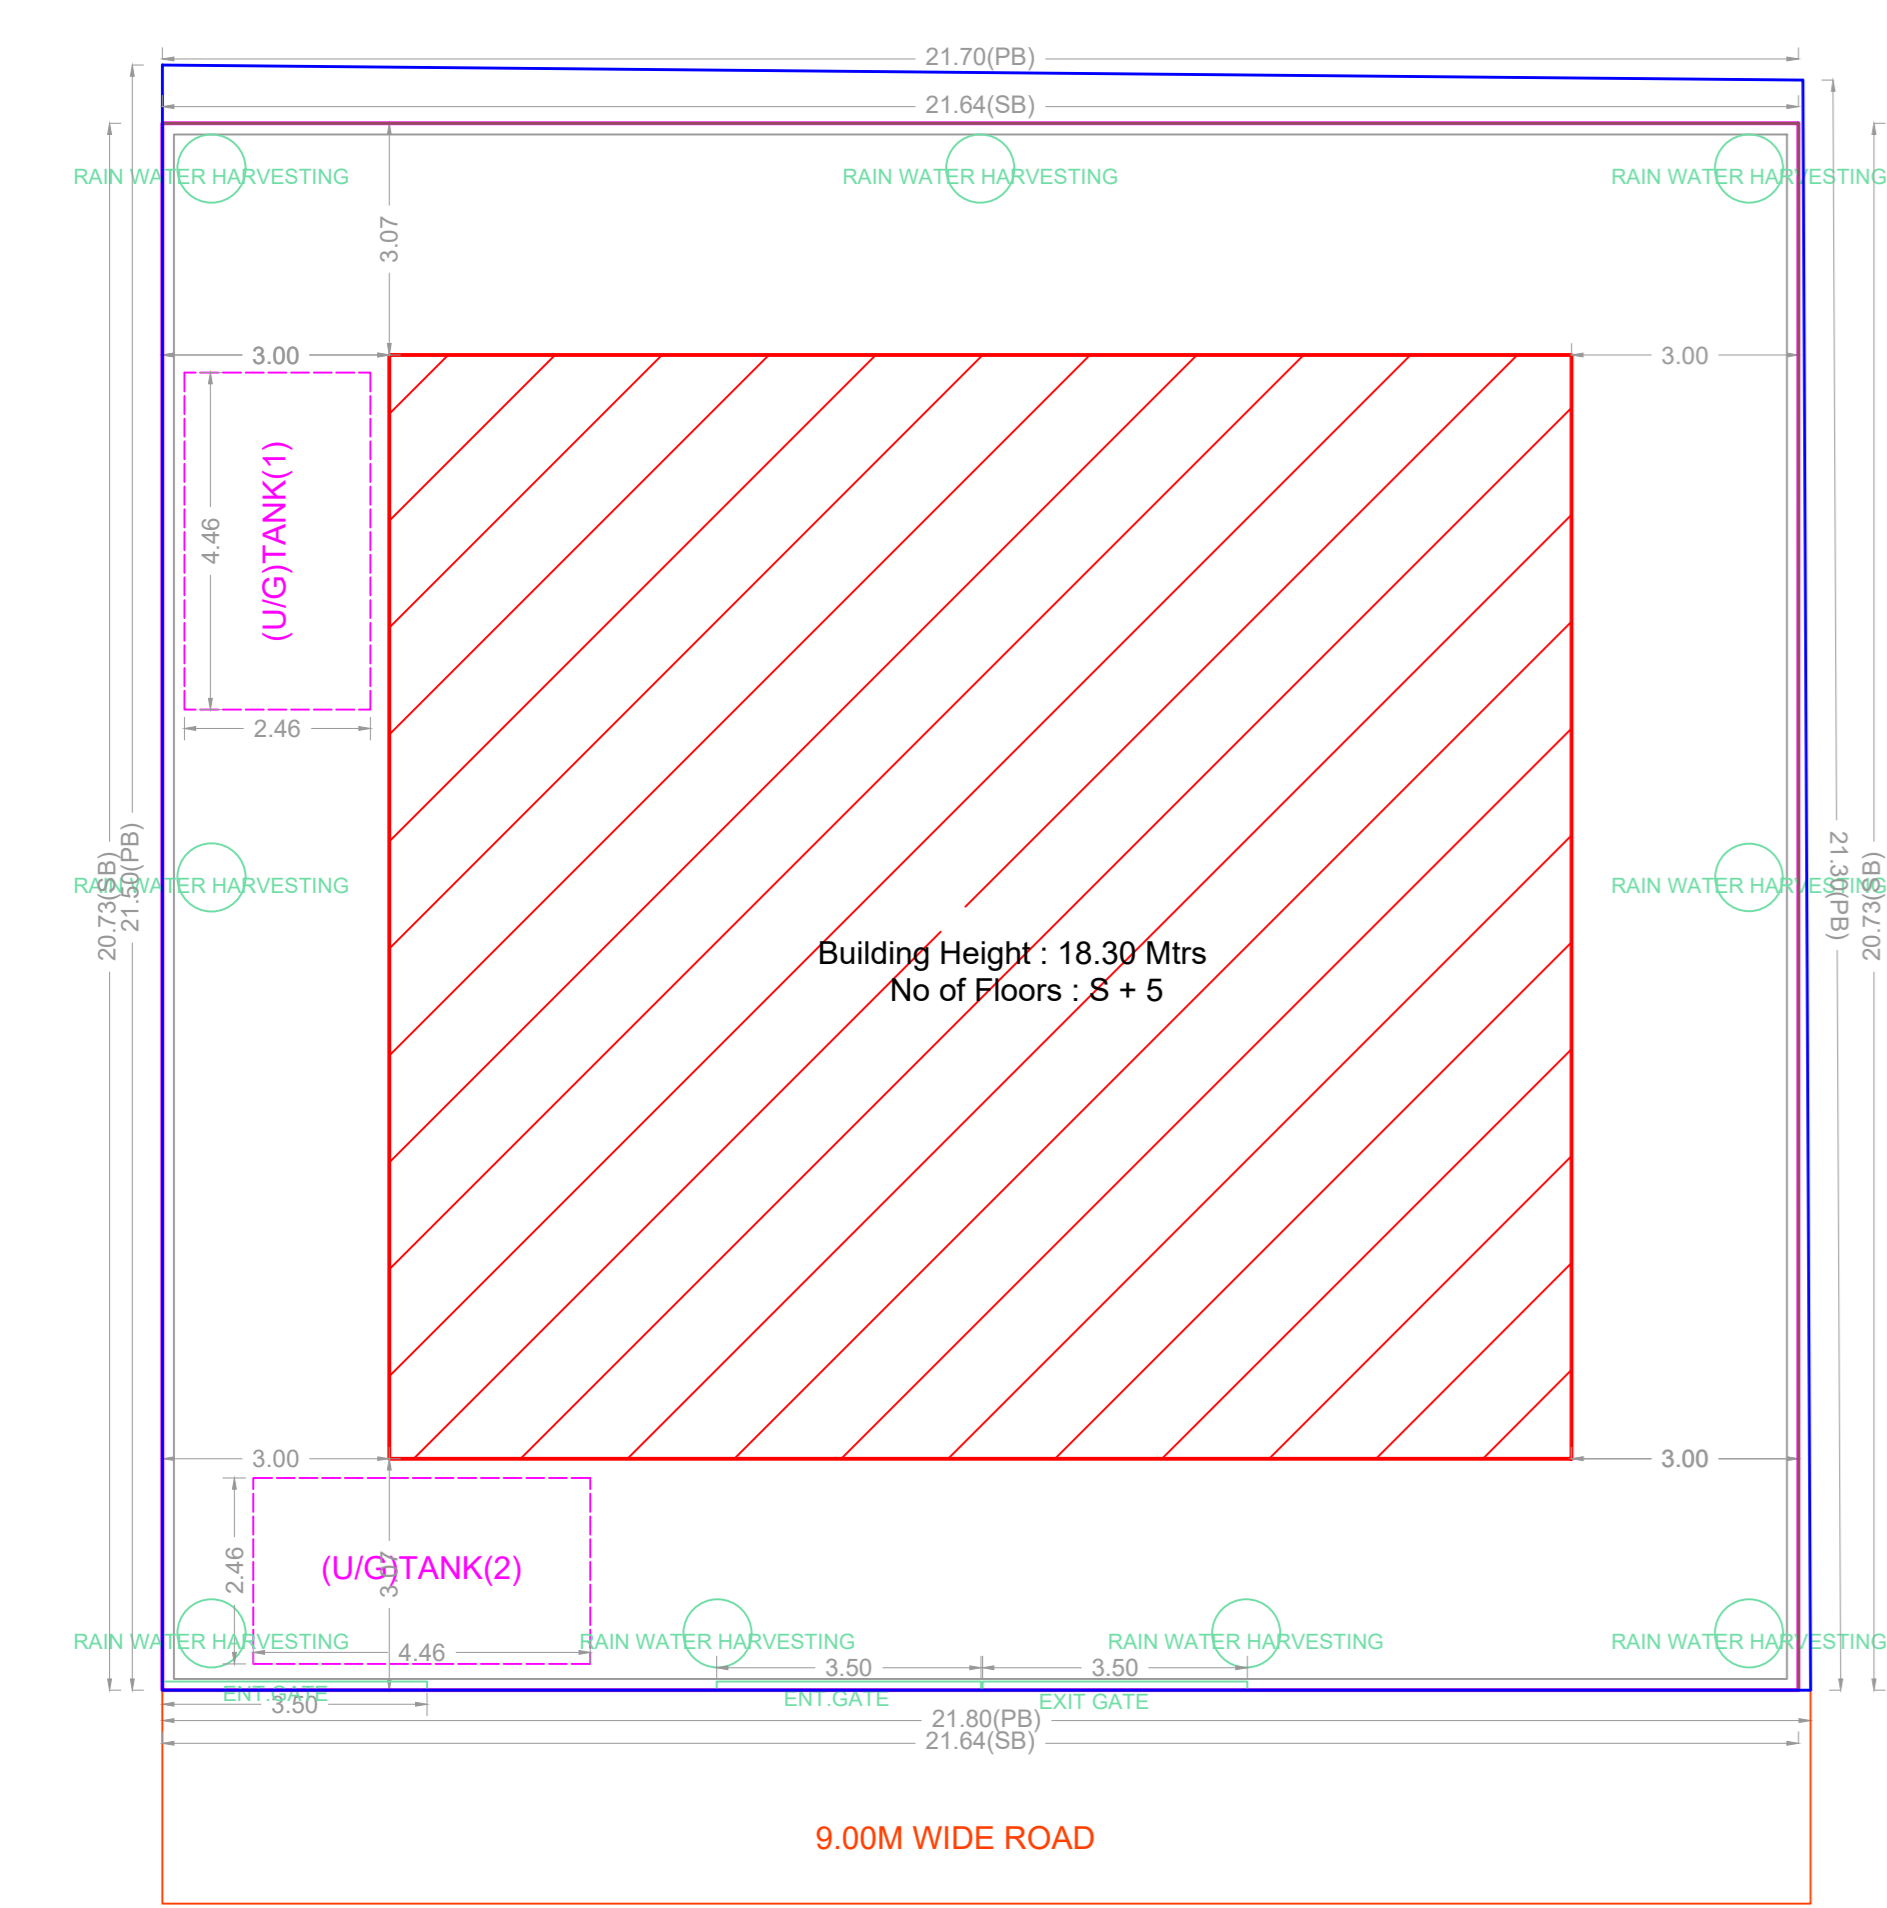 21.70(PB)
21.64(SB)
RAIN WATER HARVESTING
RAIN WATER HARVESTING
RAIN WATER HARVESTING
3.07
3.00
3.00
(U/G)TANK(1)
4.46
2.46
20.73(SB)
21.50(PB)
RAIN WATER HARVESTING
RAIN WATER HARVESTING
21.30(PB)
20.73(SB)
Building Height : 18.30 Mtrs
No of Floors : S + 5
3.00
3.00
2.46
(U/G)TANK(2)
3.07
RAIN WATER HARVESTING
RAIN WATER HARVESTING
RAIN WATER HARVESTING
RAIN WATER HARVESTING
4.46
3.50
3.50
ENT.GATE
3.50
ENT.GATE
EXIT GATE
21.80(PB)
21.64(SB)
9.00M WIDE ROAD